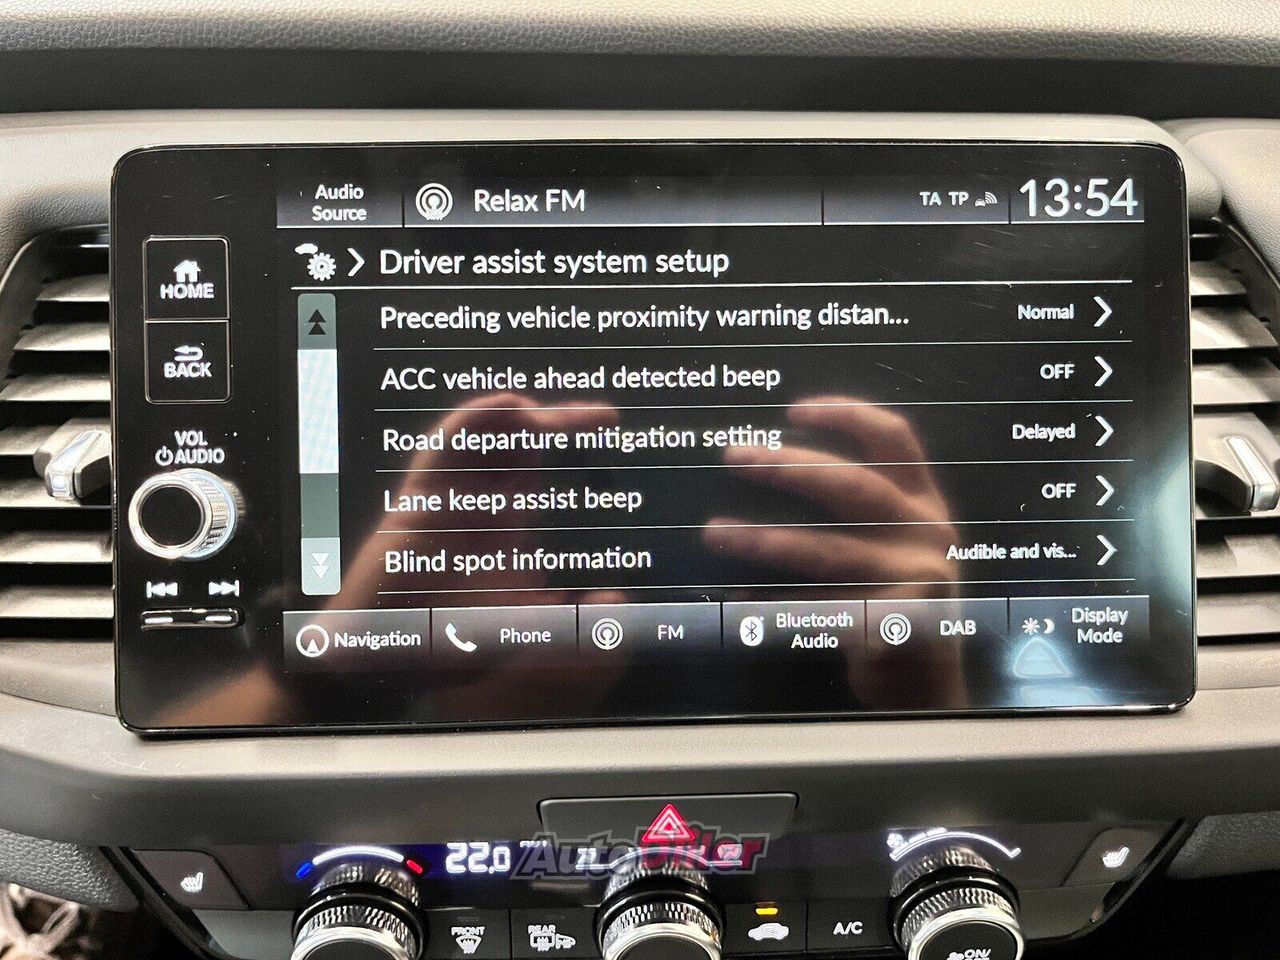 Audio
Source
Relax FM
TA TP
13:54
HOME
BACK
VOL
AUDIO
Driver assist system setup
Preceding vehicle proximity warning distan...
Normal
ACC vehicle ahead detected beep
OFF
Road departure mitigation setting
Delayed
Lane keep assist beep
OFF
Blind spot information
Audible and vis...
Navigation
Phone
FM
Bluetooth
Audio
DAB
Display
Mode
22.0
FRONT
REAR
A/C
ON/